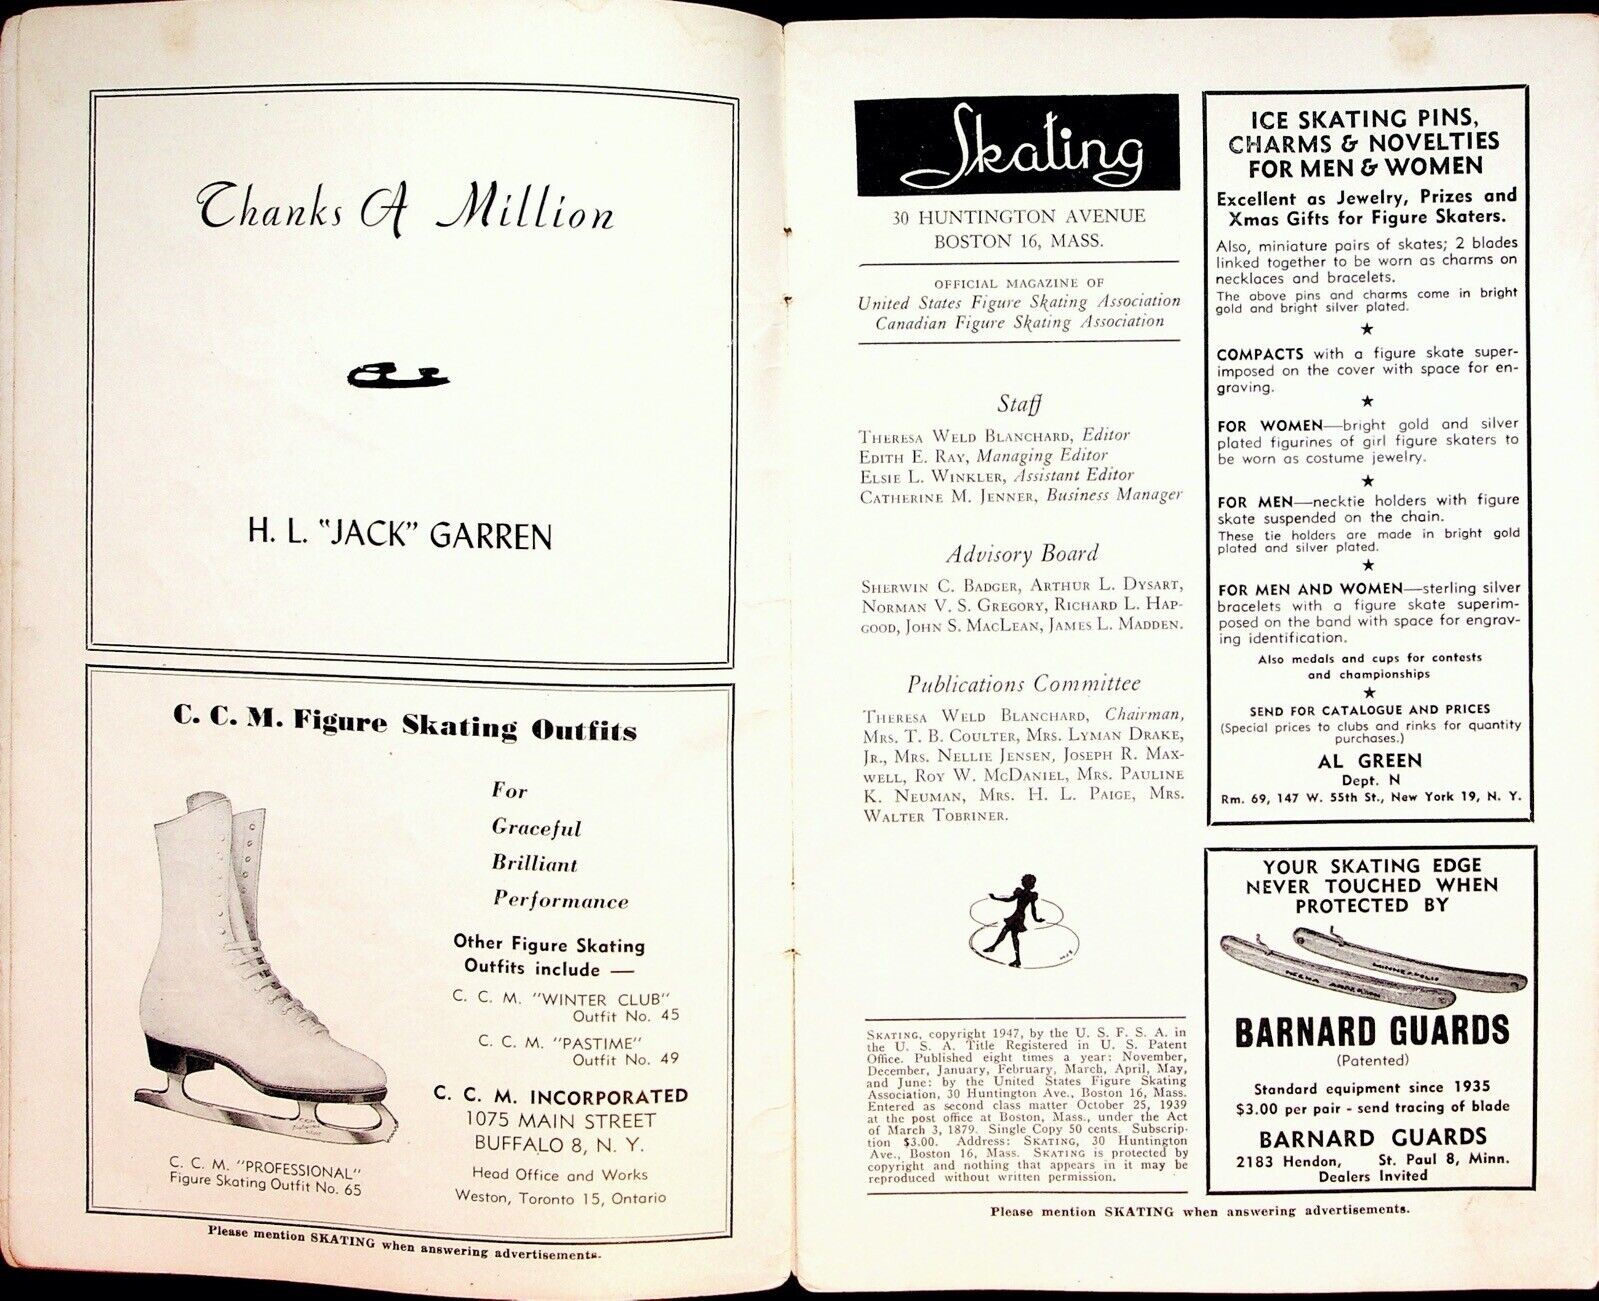 Thanks A Million
H. L. "JACK" GARREN
C. C. M. Figure Skating Outfits
For
Graceful
Brilliant
Performance
Other Figure Skating
Outfits include —
C. C. M. "WINTER CLUB"
Outfit No. 45
C. C. M. "PASTIME"
Outfit No. 49
C. C. M. INCORPORATED
1075 MAIN STREET
BUFFALO 8, N. Y.
Head Office and Works
Weston, Toronto 15, Ontario
C. C. M. "PROFESSIONAL"
Figure Skating Outfit No. 65
Please mention SKATING when answering advertisements.
Skating
30 HUNTINGTON AVENUE
BOSTON 16, MASS.
OFFICIAL MAGAZINE OF
United States Figure Skating Association
Canadian Figure Skating Association
Staff
THERESA WELD BLANCHARD, Editor
EDITH E. RAY, Managing Editor
ELSIE L. WINKLER, Assistant Editor
CATHERINE M. JENNER, Business Manager
Advisory Board
SHERWIN C. BADGER, ARTHUR L. DYSART,
NORMAN V. S. GREGORY, RICHARD L. HAP-
GOOD, JOHN S. MACLEAN, JAMES L. MADDEN.
Publications Committee
THERESA WELD BLANCHARD, Chairman,
MRS. T. B. COULTER, MRS. LYMAN DRAKE,
JR., MRS. NELLIE JENSEN, JOSEPH R. MAX-
WELL, ROY W. MCDANIEL, MRS. PAULINE
K. NEUMAN, MRS. H. L. PAIGE, MRS.
WALTER TOBRINER.
SKATING, copyright 1947, by the U. S. F. S. A. in
the U. S. A. Title Registered in U. S. Patent
Office. Published eight times a year: November,
December, January, February, March, April, May,
and June: by the United States Figure Skating
Association, 30 Huntington Ave., Boston 16, Mass.
Entered as second class matter October 25, 1939
at the post office at Boston, Mass., under the Act
of March 3, 1879. Single Copy 50 cents. Subscrip-
tion $3.00. Address: SKATING, 30 Huntington
Ave., Boston 16, Mass. SKATING is protected by
copyright and nothing that appears in it may be
reproduced without written permission.
ICE SKATING PINS,
CHARMS & NOVELTIES
FOR MEN & WOMEN
Excellent as Jewelry, Prizes and
Xmas Gifts for Figure Skaters.
Also, miniature pairs of skates; 2 blades
linked together to be worn as charms on
necklaces and bracelets.
The above pins and charms come in bright
gold and bright silver plated.
★
COMPACTS with a figure skate super-
imposed on the cover with space for en-
graving.
★
FOR WOMEN—bright gold and silver
plated figurines of girl figure skaters to
be worn as costume jewelry.
★
FOR MEN—necktie holders with figure
skate suspended on the chain.
These tie holders are made in bright gold
plated and silver plated.
★
FOR MEN AND WOMEN—sterling silver
bracelets with a figure skate superim-
posed on the band with space for engrav-
ing identification.
Also medals and cups for contests
and championships
★
SEND FOR CATALOGUE AND PRICES
(Special prices to clubs and rinks for quantity
purchases.)
AL GREEN
Dept. N
Rm. 69, 147 W. 55th St., New York 19, N. Y.
YOUR SKATING EDGE
NEVER TOUCHED WHEN
PROTECTED BY
MINNEAPOLIS
ANDERSON
BARNARD GUARDS
(Patented)
Standard equipment since 1935
$3.00 per pair - send tracing of blade
BARNARD GUARDS
2183 Hendon, St. Paul 8, Minn.
Dealers Invited
Please mention SKATING when answering advertisements.